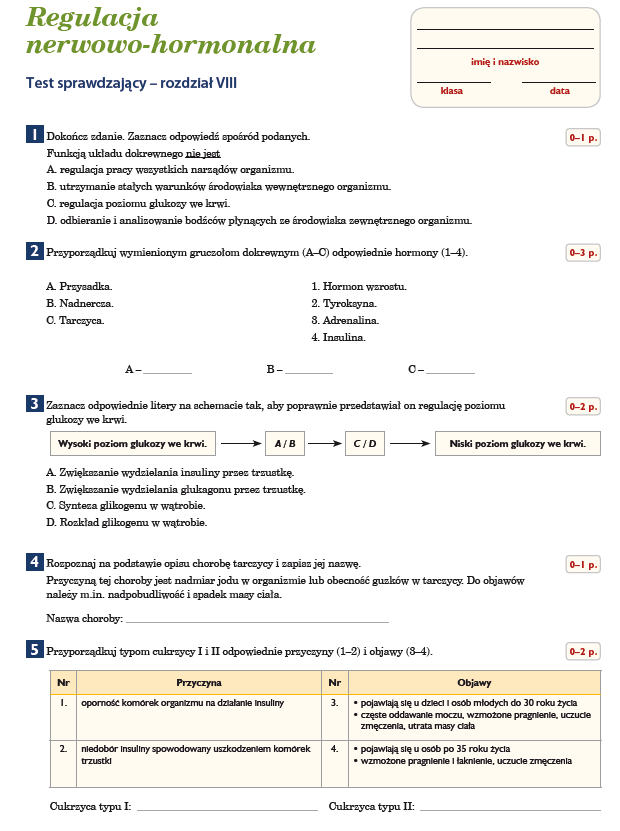 Regulacja
nerwowo-hormonalna
Test sprawdzający – rozdział VIII
imię i nazwisko
klasa data
1 Dokończ zdanie. Zaznacz odpowiedź spośród podanych. 0–1 p.
Funkcją układu dokrewnego nie jest
A. regulacja pracy wszystkich narządów organizmu.
B. utrzymanie stałych warunków środowiska wewnętrznego organizmu.
C. regulacja poziomu glukozy we krwi.
D. odbieranie i analizowanie bodźców płynących ze środowiska zewnętrznego organizmu.
2 Przyporządkuj wymienionym gruczołom dokrewnym (A–C) odpowiednie hormony (1–4). 0–3 p.
A. Przysadka. 1. Hormon wzrostu.
B. Nadnercza. 2. Tyroksyna.
C. Tarczyca. 3. Adrenalina.
4. Insulina.
A – ________ B – ________ C – ________
3 Zaznacz odpowiednie litery na schemacie tak, aby poprawnie przedstawiał on regulację poziomu 0–2 p.
glukozy we krwi.
Wysoki poziom glukozy we krwi. A / B C / D Niski poziom glukozy we krwi.
A. Zwiększanie wydzielania insuliny przez trzustkę.
B. Zwiększanie wydzielania glukagonu przez trzustkę.
C. Synteza glikogenu w wątrobie.
D. Rozkład glikogenu w wątrobie.
4 Rozpoznaj na podstawie opisu chorobę tarczycy i zapisz jej nazwę. 0–1 p.
Przyczyną tej choroby jest nadmiar jodu w organizmie lub obecność guzków w tarczycy. Do objawów
należy m.in. nadpobudliwość i spadek masy ciała.
Nazwa choroby: ________
5 Przyporządkuj typom cukrzycy I i II odpowiednie przyczyny (1–2) i objawy (3–4). 0–2 p.
Nr Przyczyna Nr Objawy
1. oporność komórek organizmu na działanie insuliny 3. • pojawiają się u dzieci i osób młodych do 30 roku życia
• częste oddawanie moczu, wzmożone pragnienie, uczucie
zmęczenia, utrata masy ciała
2. niedobór insuliny spowodowany uszkodzeniem komórek 4. • pojawiają się u osób po 35 roku życia
trzustki • wzmożone pragnienie i łaknienie, uczucie zmęczenia
Cukrzyca typu I: ________ Cukrzyca typu II: ________